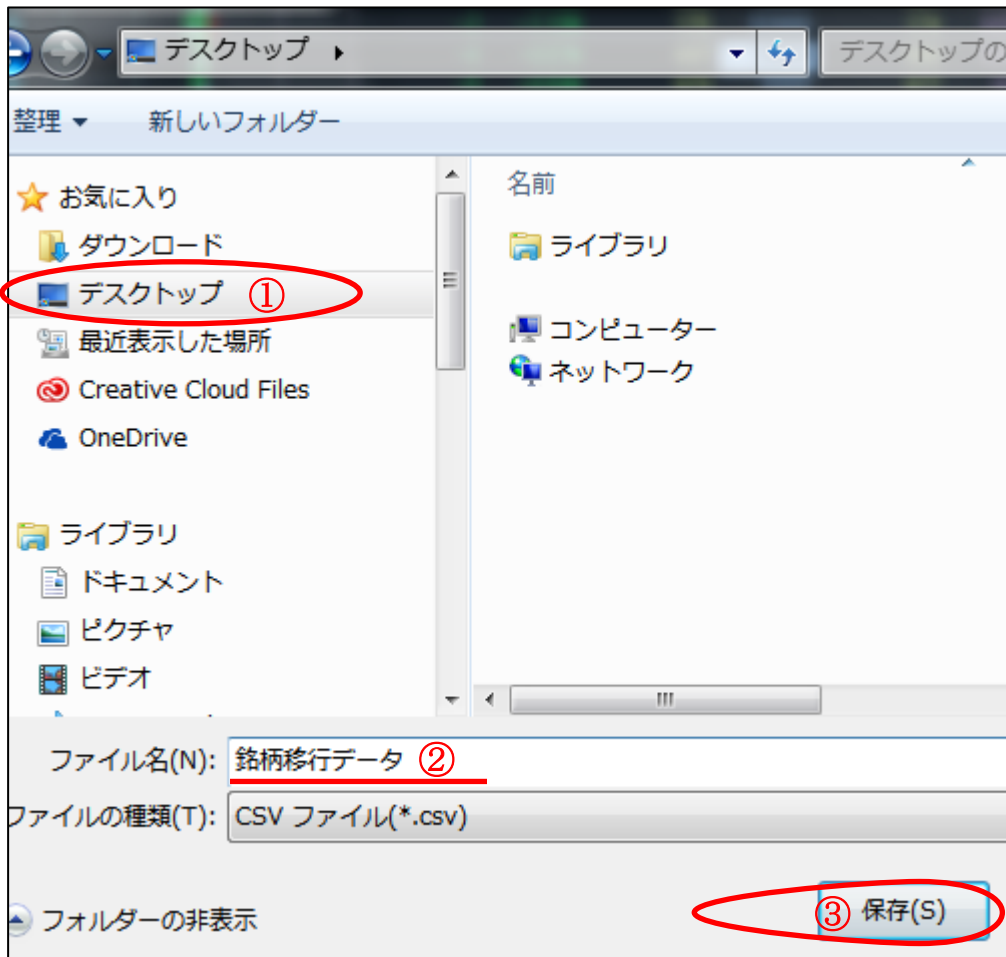 デスクトップ
デスクトップの
整理 新しいフォルダー
お気に入り
ダウンロード
デスクトップ ①
最近表示した場所
Creative Cloud Files
OneDrive
ライブラリ
ドキュメント
ピクチャ
ビデオ
名前
ライブラリ
コンピューター
ネットワーク
ファイル名(N): 銘柄移行データ ②
ファイルの種類(T): CSV ファイル(*.csv)
フォルダーの非表示
③ 保存(S)